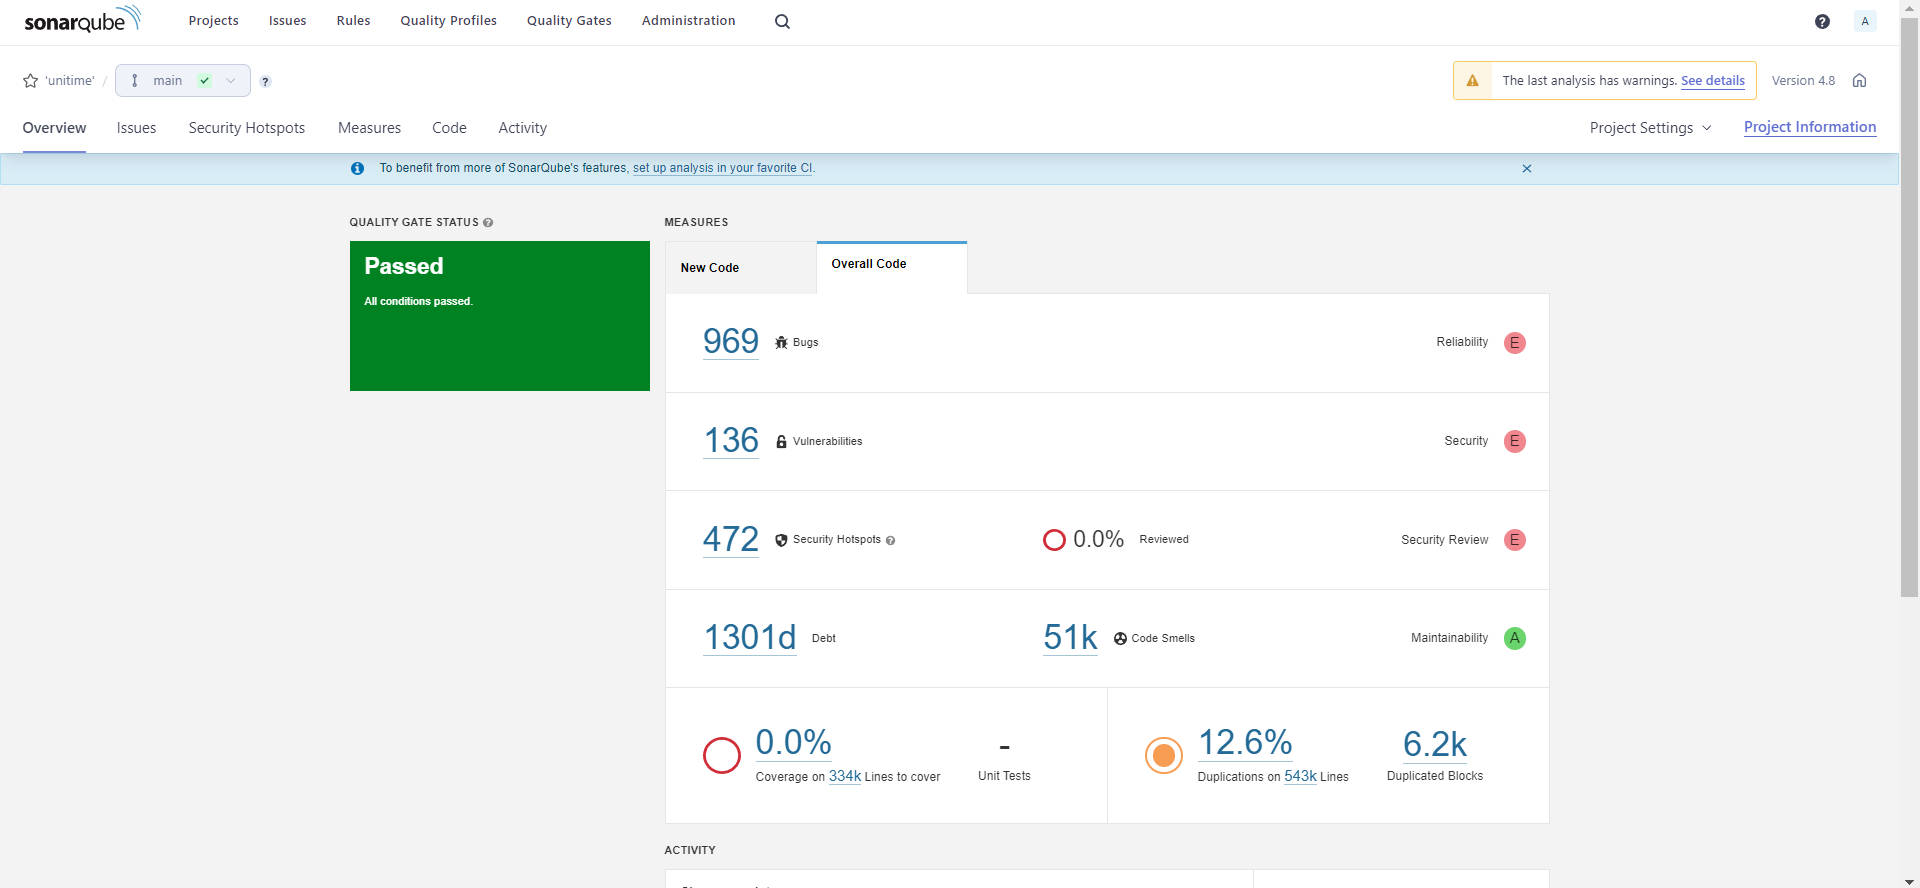 sonarqube Projects Issues Rules Quality Profiles Quality Gates Administration ? A
'unitime' / main ? The last analysis has warnings. See details Version 4.8
Overview Issues Security Hotspots Measures Code Activity Project Settings Project Information
To benefit from more of SonarQube's features, set up analysis in your favorite CI.
QUALITY GATE STATUS ? MEASURES
Passed
All conditions passed.
New Code Overall Code
969 Bugs Reliability E
136 Vulnerabilities Security E
472 Security Hotspots ? 0.0% Reviewed Security Review E
1301d Debt 51k Code Smells Maintainability A
0.0% - 12.6% 6.2k
Coverage on 334k Lines to cover Unit Tests Duplications on 543k Lines Duplicated Blocks
ACTIVITY